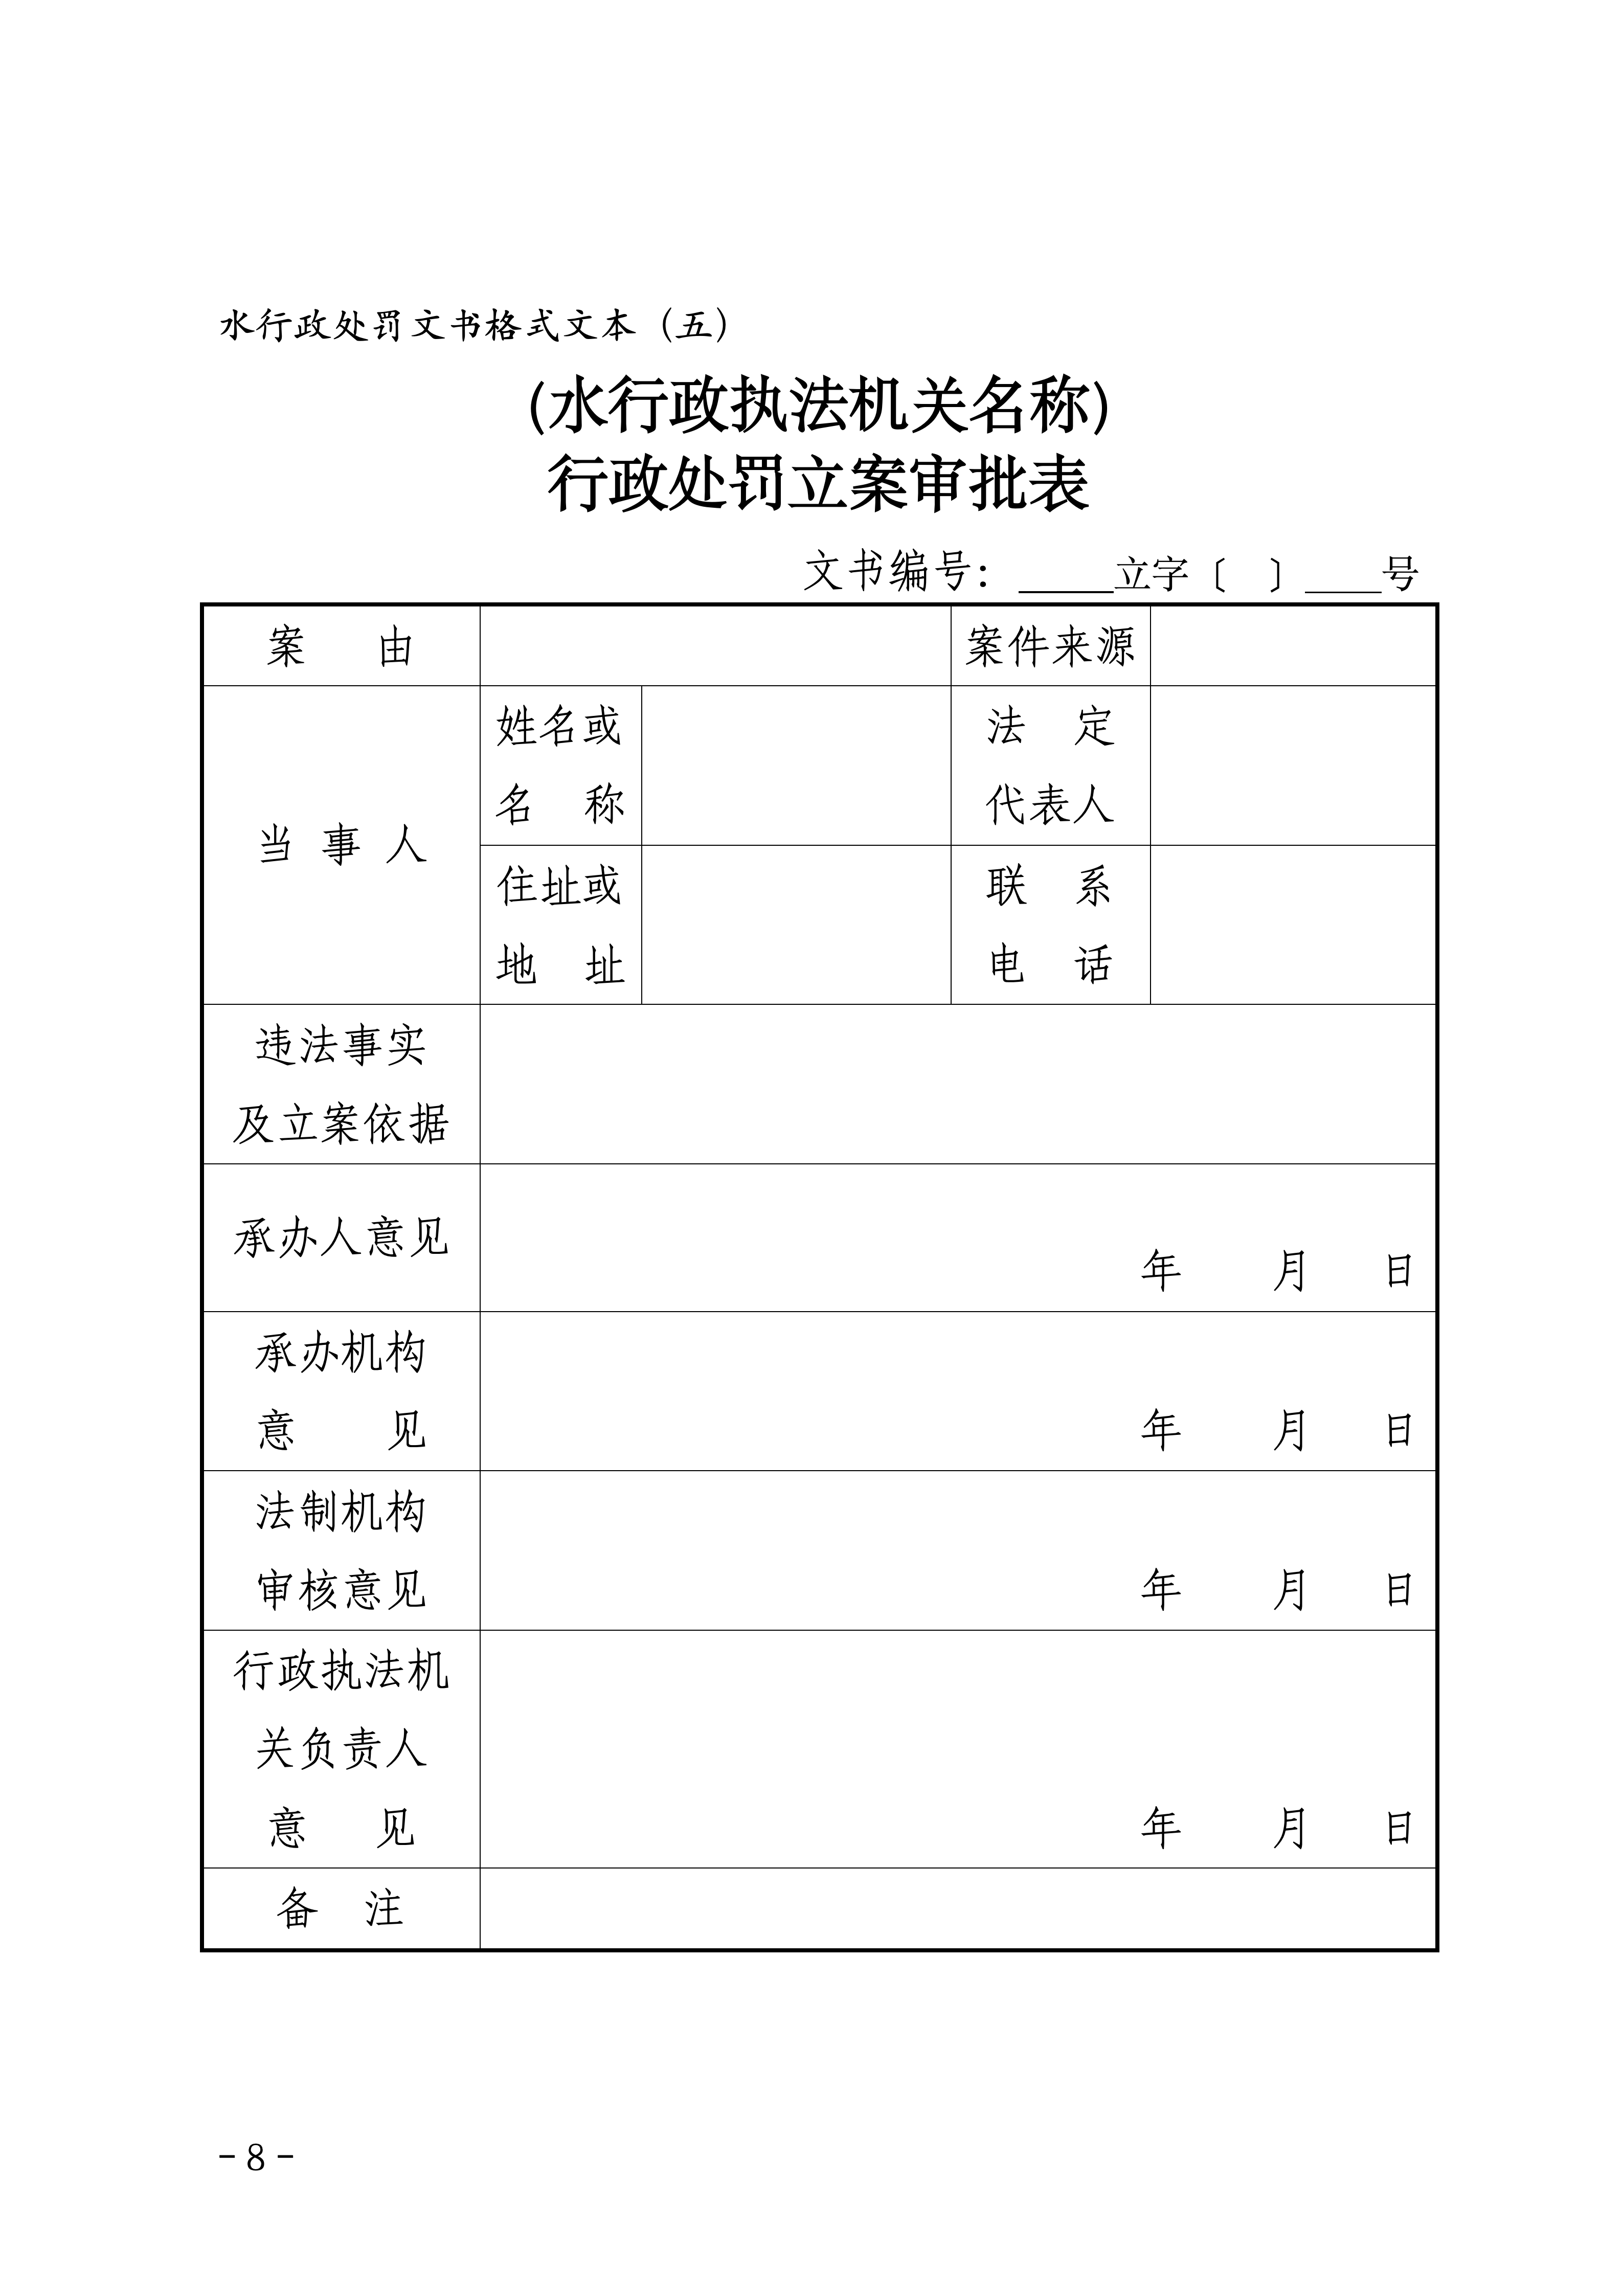 水行政处罚文书格式文本（五）
（水行政执法机关名称）
行政处罚立案审批表
文书编号：_____立字〔　〕____号
案　由
案件来源
当 事 人
姓名或
名　称
法　定
代表人
住址或
地　址
联　系
电　话
违法事实
及立案依据
承办人意见
年　月　日
承办机构
意　　见
年　月　日
法制机构
审核意见
年　月　日
行政执法机
关负责人
意　见
年　月　日
备　注
- 8 -